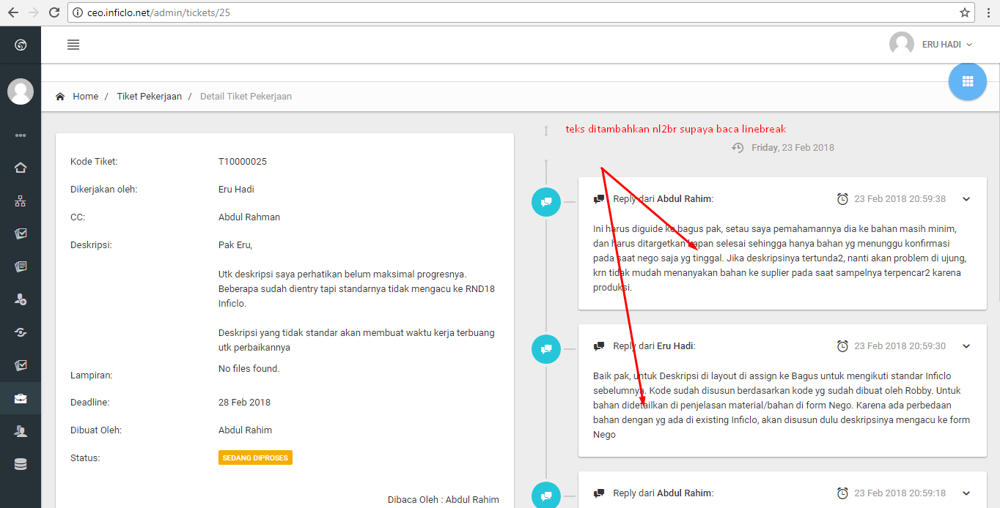 ceo.inficlo.net/admin/tickets/25
ERU HADI
Home / Tiket Pekerjaan / Detail Tiket Pekerjaan
Kode Tiket: T10000025
Dikerjakan oleh: Eru Hadi
CC: Abdul Rahman
Deskripsi: Pak Eru,
Utk deskripsi saya perhatikan belum maksimal progresnya.
Beberapa sudah dientry tapi standarnya tidak mengacu ke RND18
Inficlo.
Deskripsi yang tidak standar akan membuat waktu kerja terbuang
utk perbaikannya
No files found.
Lampiran:
Deadline: 28 Feb 2018
Dibuat Oleh: Abdul Rahim
Status: SEDANG DIPROSES
Dibaca Oleh : Abdul Rahim
teks ditambahkan nl2br supaya baca linebreak
Friday, 23 Feb 2018
Reply dari Abdul Rahim: 23 Feb 2018 20:59:38
Ini harus diguide ke bagus pak, setau saya pemahamannya dia ke bahan masih minim,
dan harus ditargetkan kapan selesai sehingga hanya bahan yg menunggu konfirmasi
pada saat nego saja yg tinggal. Jika deskripsinya tertunda2, nanti akan problem di ujung,
krn tidak mudah menanyakan bahan ke suplier pada saat sampelnya terpencar2 karena
produksi.
Reply dari Eru Hadi: 23 Feb 2018 20:59:30
Baik pak, untuk Deskripsi di layout di assign ke Bagus untuk mengikuti standar Inficlo
sebelumnya. Kode sudah disusun berdasarkan kode yg sudah dibuat oleh Robby. Untuk
bahan didetailkan di penjelasan material/bahan di form Nego. Karena ada perbedaan
bahan dengan yg ada di existing Inficlo, akan disusun dulu deskripsinya mengacu ke form
Nego
Reply dari Abdul Rahim: 23 Feb 2018 20:59:18